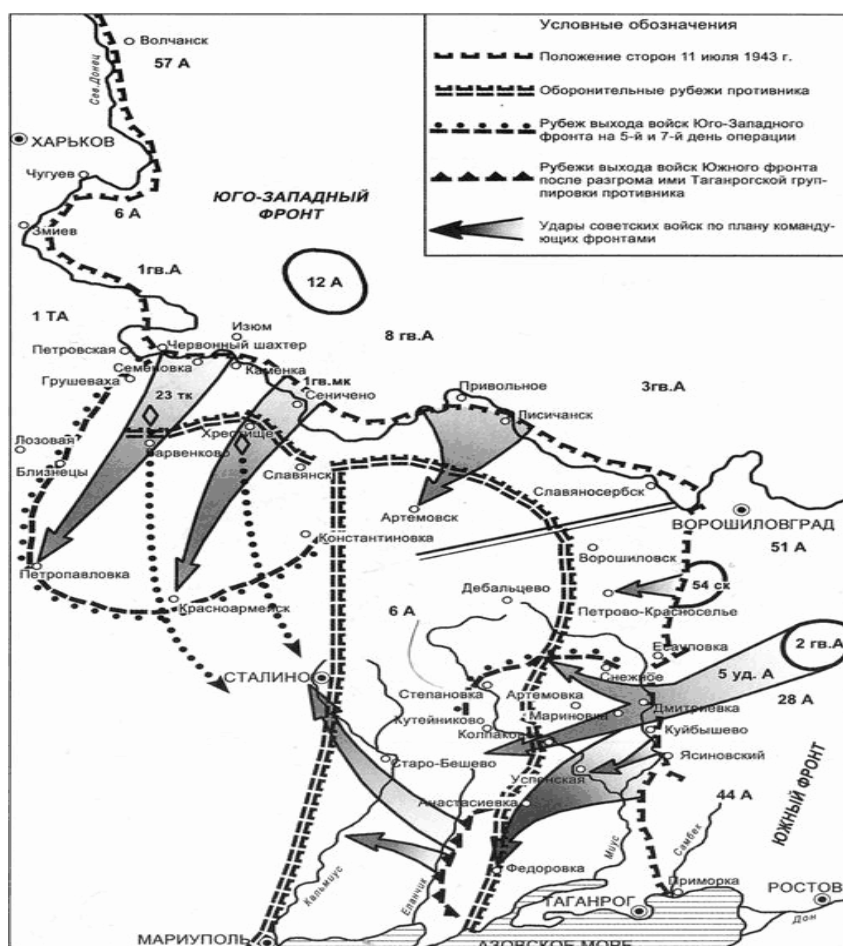 Условные обозначения
Положение сторон 11 июля 1943 г.
Оборонительные рубежи противника
Рубеж выхода войск Юго-Западного
фронта на 5-й и 7-й день операции
Рубежи выхода войск Южного фронта
после разгрома ими Таганрогской груп-
пировки противника
Удары советских войск по плану команду-
ющих фронтами
Волчанск
57 А
Сев.Донец
ХАРЬКОВ
Чугуев
6 А
ЮГО-ЗАПАДНЫЙ
ФРОНТ
Змиев
1гв.А
12 А
1 ТА
Изюм
8 гв.А
Петровская
Червонный шахтер
Семеновка
Каменка
Грушеваха
1гв.мк
Сеничено
Привольное
3гв.А
23 тк
Лисичанск
Лозовая
Близнецы
Барвенково
Славянск
Славяносербск
Артемовск
ВОРОШИЛОВГРАД
51 А
Константиновка
Ворошиловск
Петропавловка
Красноармейск
Дебальцево
54 ск
Петрово-Красноселье
6 А
Есауловка
2 гв.А
СТАЛИНО
Снежное
5 уд. А
Степановка
Артемовка
28 А
Дмитриевка
Кутейниково
Мариновка
Куйбышево
Ясиновский
Старо-Бешево
Успенская
Анастасиевка
44 А
ЮЖНЫЙ ФРОНТ
Миус
Самбек
Кальмиус
Еланчик
Федоровка
Приморка
ТАГАНРОГ
РОСТОВ
Дон
МАРИУПОЛЬ
АЗОВСКОЕ МОРЕ